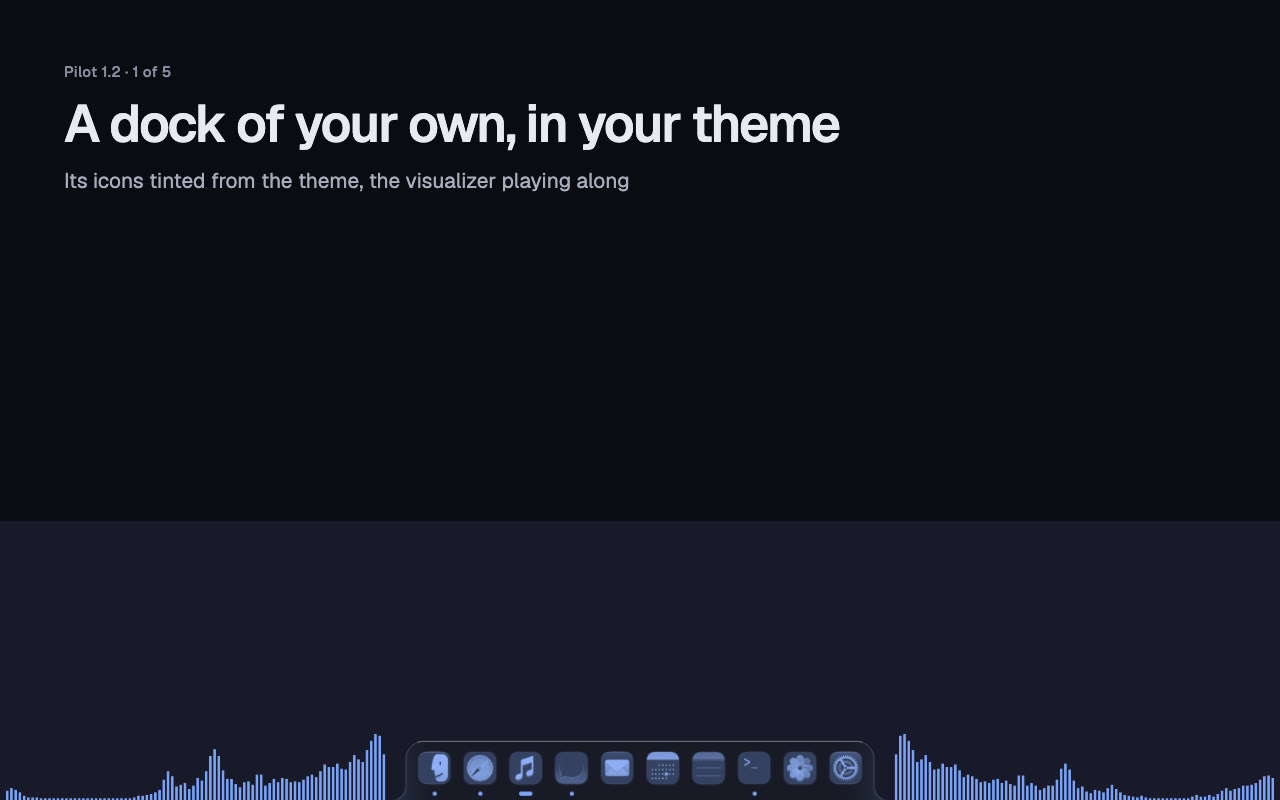 Pilot 1.2 · 1 of 5
A dock of your own, in your theme
Its icons tinted from the theme, the visualizer playing along
>_